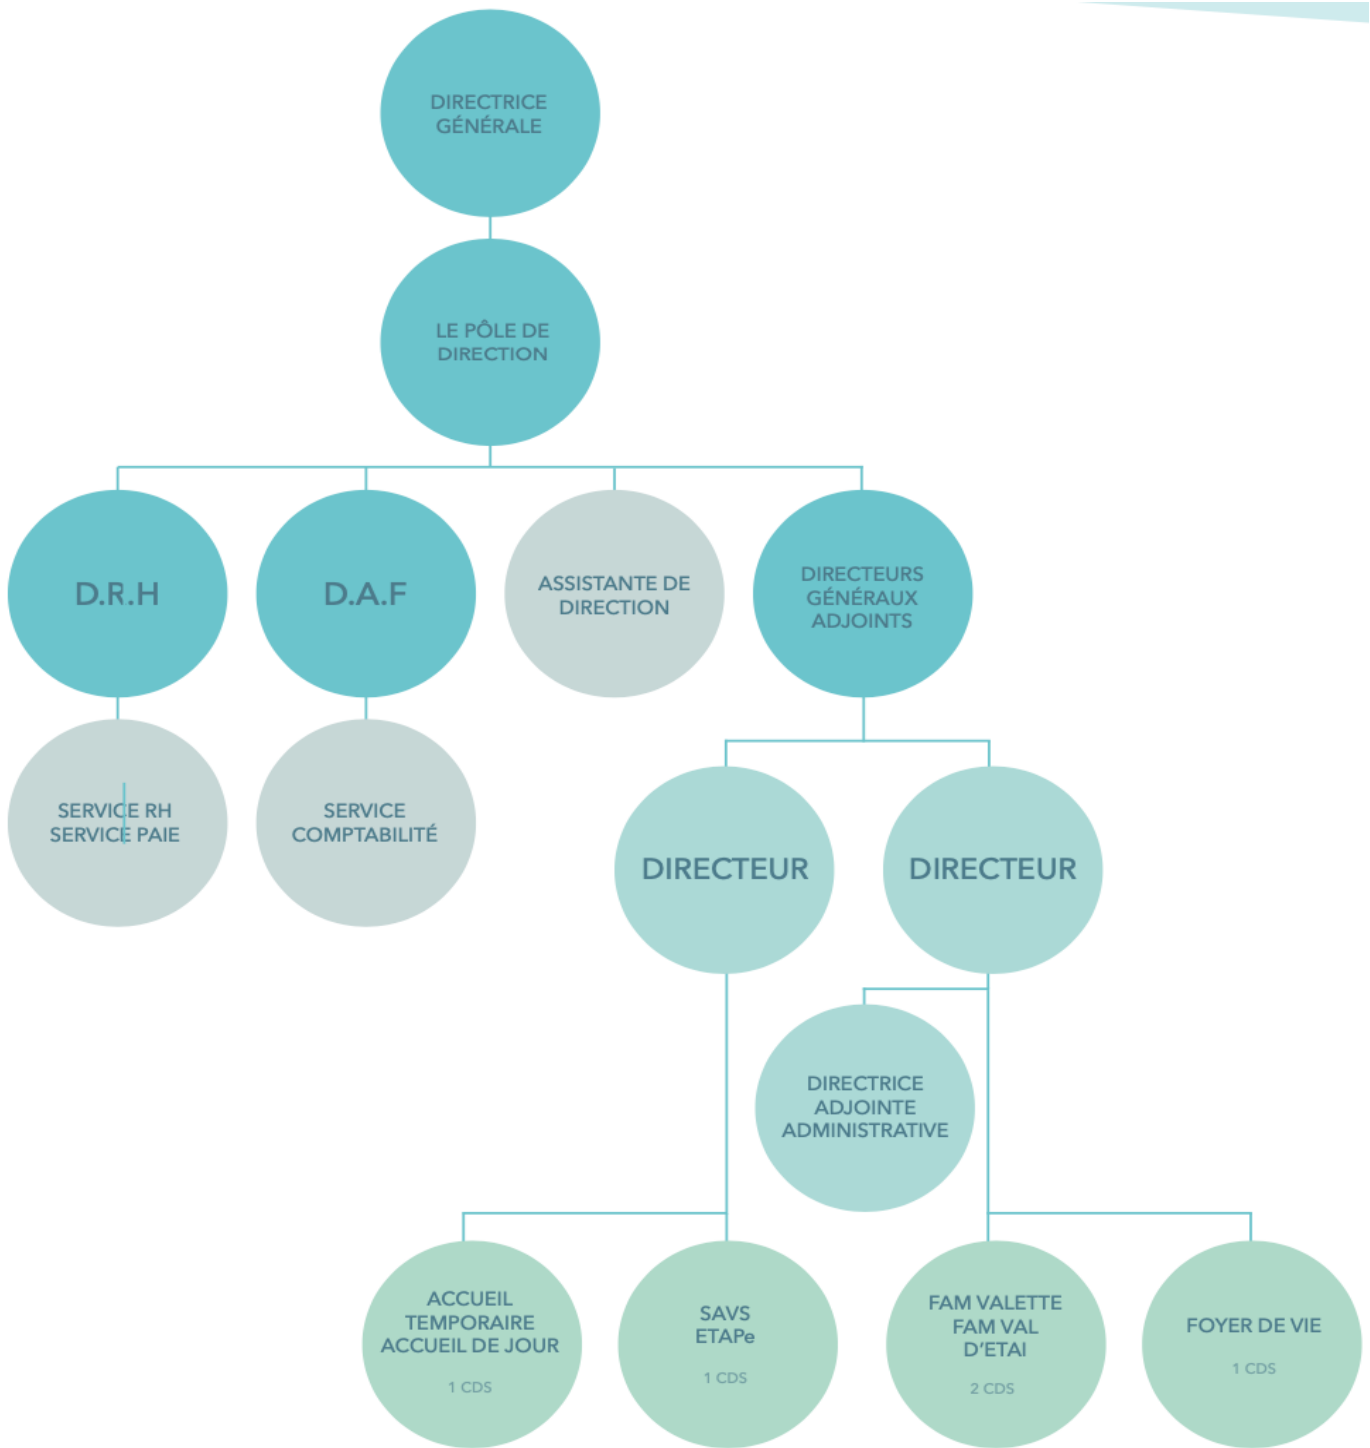 DIRECTRICE
GÉNÉRALE
LE PÔLE DE
DIRECTION
D.R.H
D.A.F
ASSISTANTE DE
DIRECTION
DIRECTEURS
GÉNÉRAUX
ADJOINTS
SERVICE RH
SERVICE PAIE
SERVICE
COMPTABILITÉ
DIRECTEUR
DIRECTEUR
DIRECTRICE
ADJOINTE
ADMINISTRATIVE
ACCUEIL
TEMPORAIRE
ACCUEIL DE JOUR
1 CDS
SAVS
ETAPe
1 CDS
FAM VALETTE
FAM VAL
D'ETAI
2 CDS
FOYER DE VIE
1 CDS